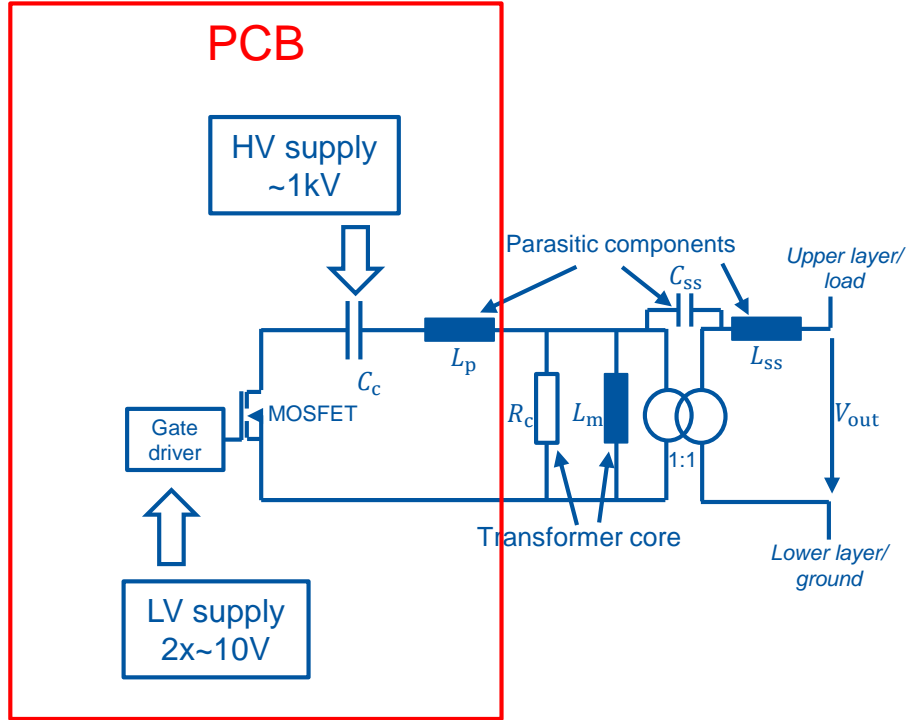 PCB
HV supply
~1kV
Parasitic components
Upper layer/
load
C_ss
L_p
L_ss
C_c
MOSFET
Gate
driver
R_c
L_m
V_out
1:1
Transformer core
Lower layer/
ground
LV supply
2x~10V